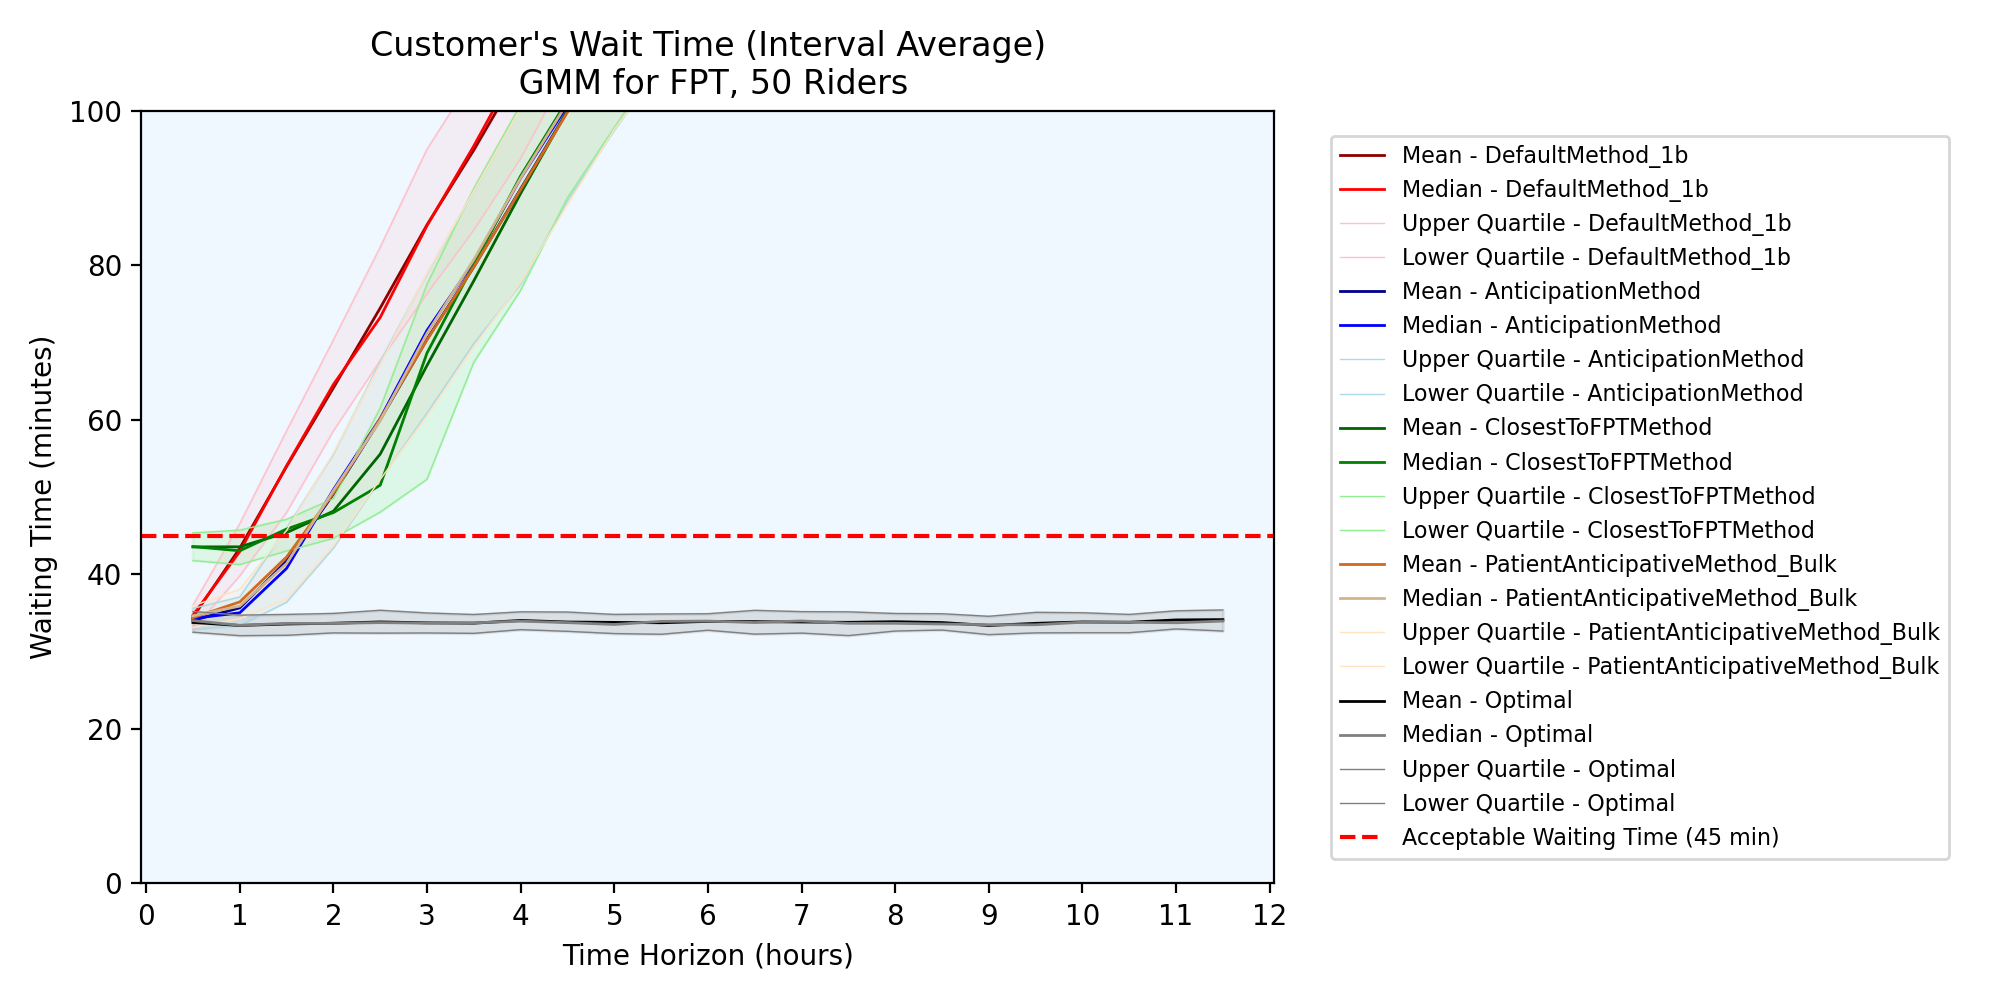 Customer's Wait Time (Interval Average)
GMM for FPT, 50 Riders
100
80
60
40
20
0
Waiting Time (minutes)
0 1 2 3 4 5 6 7 8 9 10 11 12
Time Horizon (hours)
Mean - DefaultMethod_1b
Median - DefaultMethod_1b
Upper Quartile - DefaultMethod_1b
Lower Quartile - DefaultMethod_1b
Mean - AnticipationMethod
Median - AnticipationMethod
Upper Quartile - AnticipationMethod
Lower Quartile - AnticipationMethod
Mean - ClosestToFPTMethod
Median - ClosestToFPTMethod
Upper Quartile - ClosestToFPTMethod
Lower Quartile - ClosestToFPTMethod
Mean - PatientAnticipativeMethod_Bulk
Median - PatientAnticipativeMethod_Bulk
Upper Quartile - PatientAnticipativeMethod_Bulk
Lower Quartile - PatientAnticipativeMethod_Bulk
Mean - Optimal
Median - Optimal
Upper Quartile - Optimal
Lower Quartile - Optimal
Acceptable Waiting Time (45 min)